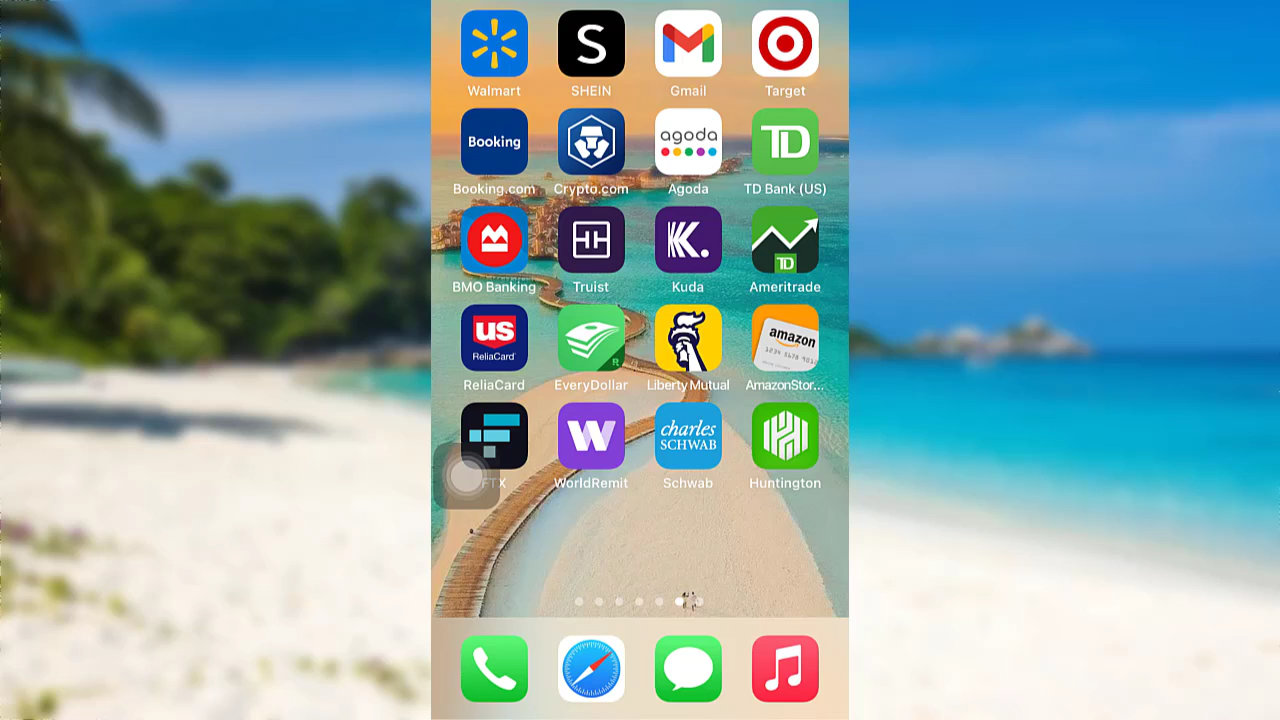 S
Walmart SHEIN Gmail Target
Booking agoda TD
Booking.com Crypto.com Agoda TD Bank (US)
K. TD
BMO Banking Truist Kuda Ameritrade
us
ReliaCard
R
amazon
ReliaCard EveryDollar Liberty Mutual AmazonStor...
W charles
SCHWAB H
FTX WorldRemit Schwab Huntington